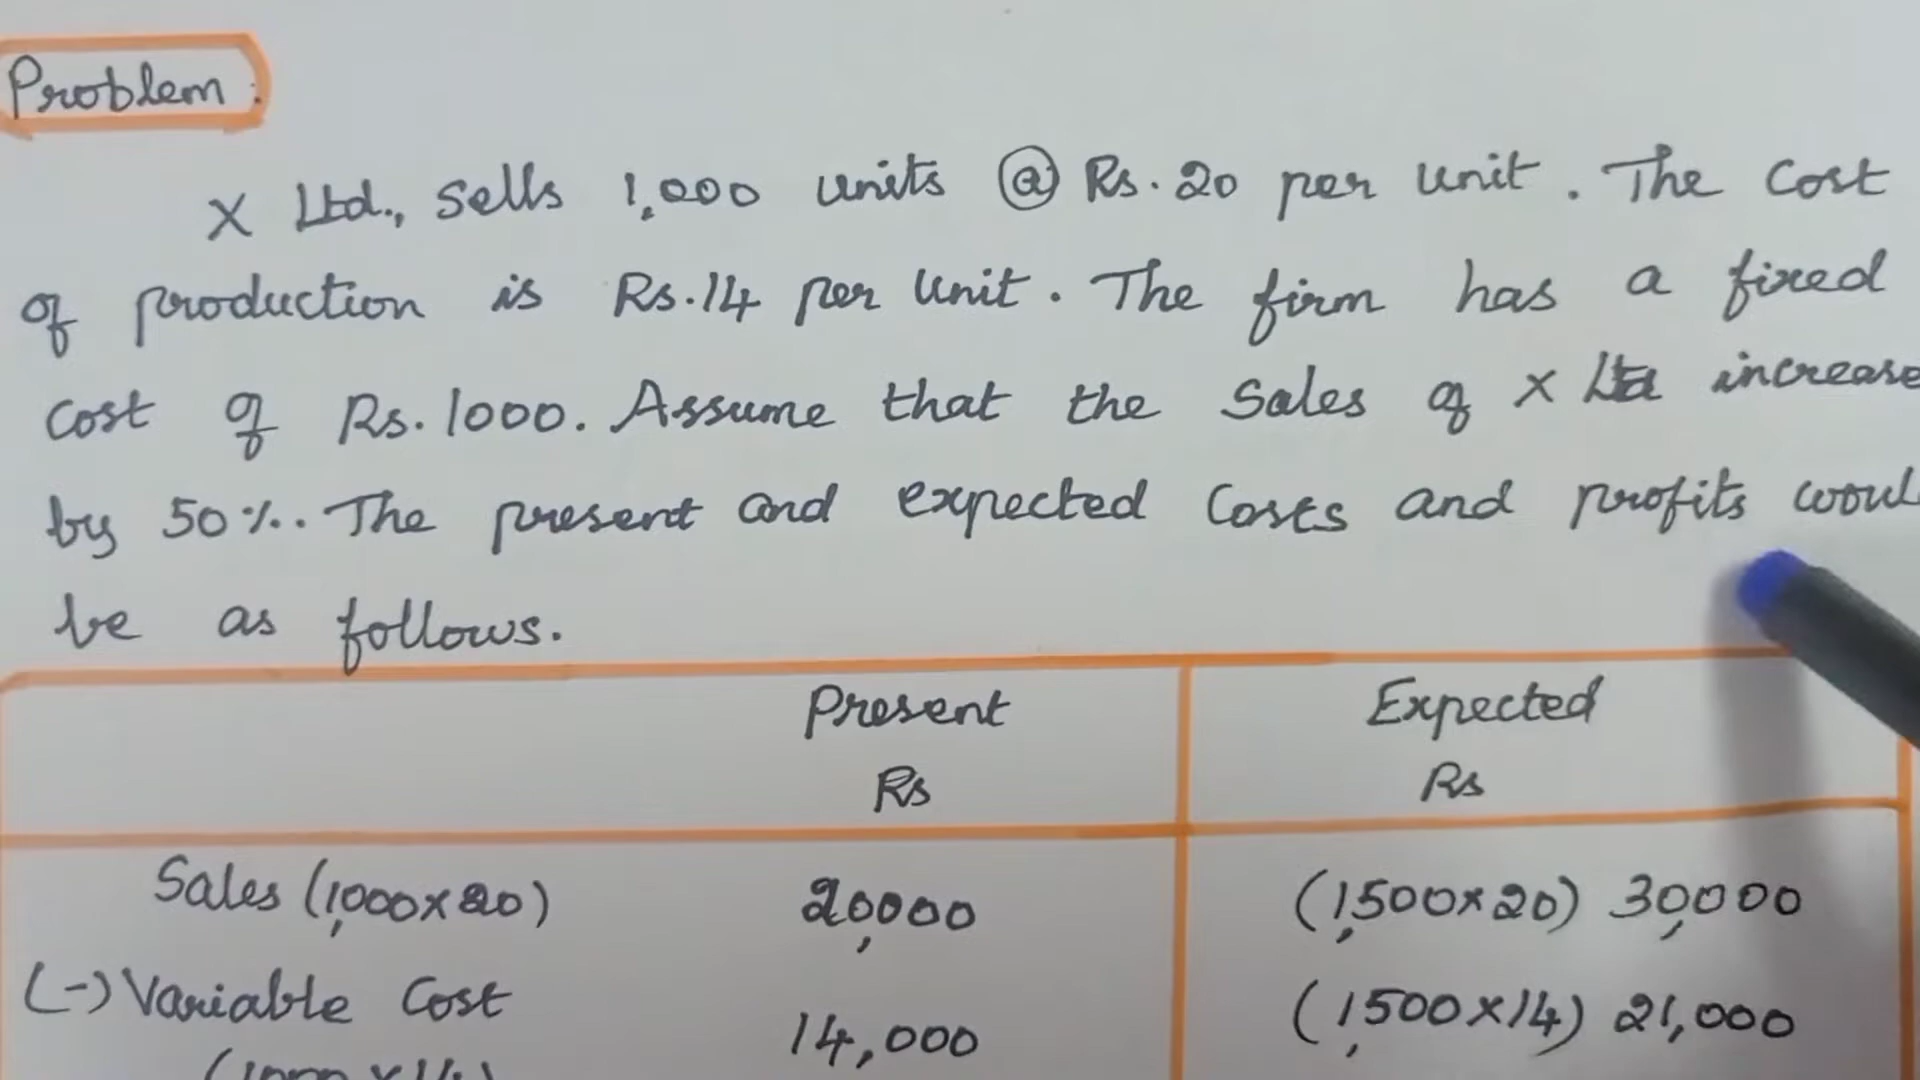 Problem:
X Ltd., sells 1,000 units @ Rs. 20 per unit. The cost
of production is Rs. 14 per unit. The firm has a fixed
cost of Rs. 1000. Assume that the sales of X Ltd increase
by 50%. The present and expected costs and profits woul
be as follows.
Present Expected
Rs Rs
Sales (1,000×20) 20,000 (1,500×20) 30,000
(-) Variable Cost
14,000 (1,500×14) 21,000
(1000 × 14)